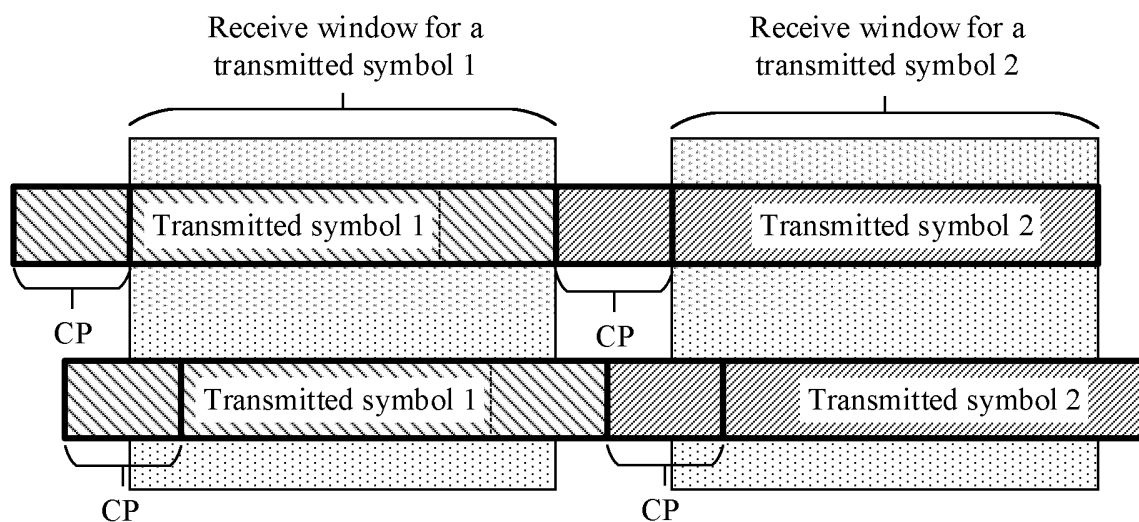 Receive window for a
transmitted symbol 1
Receive window for a
transmitted symbol 2
Transmitted symbol 1
Transmitted symbol 2
CP
CP
Transmitted symbol 1
Transmitted symbol 2
CP
CP